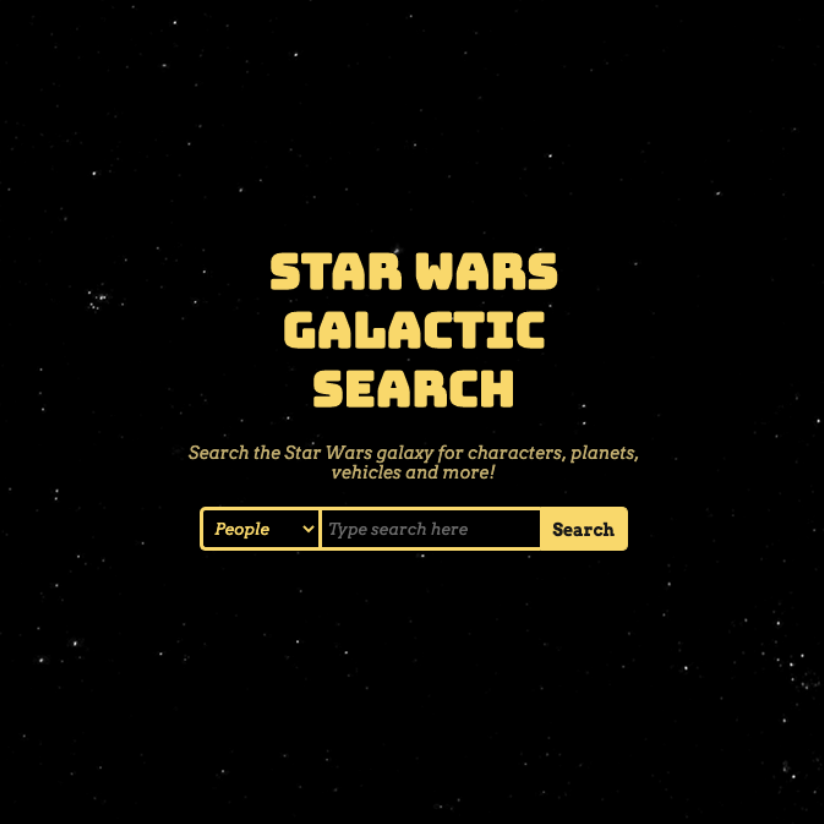 STAR WARS
GALACTIC
SEARCH
Search the Star Wars galaxy for characters, planets,
vehicles and more!
People Type search here Search